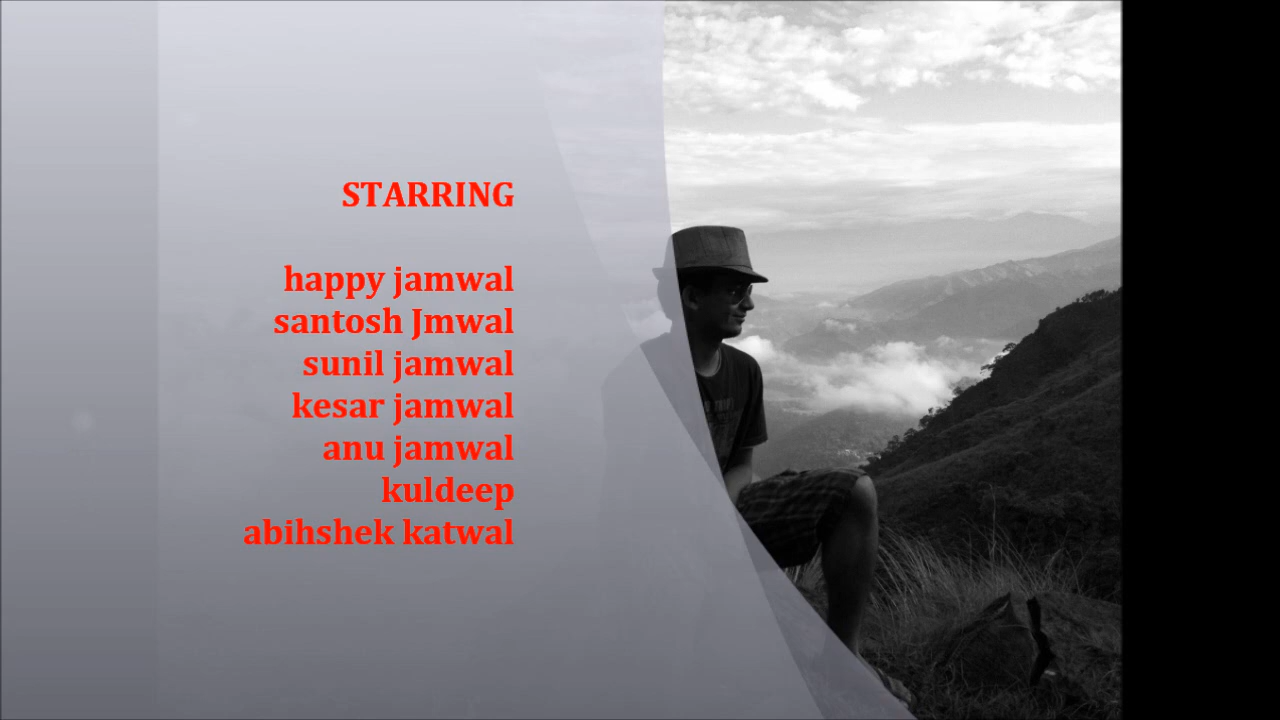 STARRING
happy jamwal
santosh Jmwal
sunil jamwal
kesar jamwal
anu jamwal
kuldeep
abihshek katwal